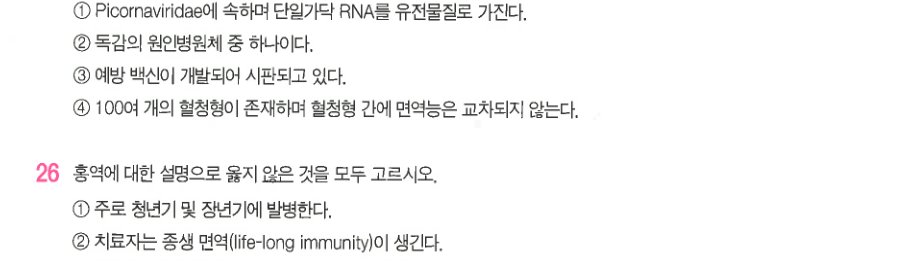 ① Picornaviridae에 속하며 단일가닥 RNA를 유전물질로 가진다.
② 독감의 원인병원체 중 하나이다.
③ 예방 백신이 개발되어 시판되고 있다.
④ 100여 개의 혈청형이 존재하며 혈청형 간에 면역능은 교차되지 않는다.
26 홍역에 대한 설명으로 옳지 않은 것을 모두 고르시오.
① 주로 청년기 및 장년기에 발병한다.
② 치료자는 종생 면역(life-long immunity)이 생긴다.